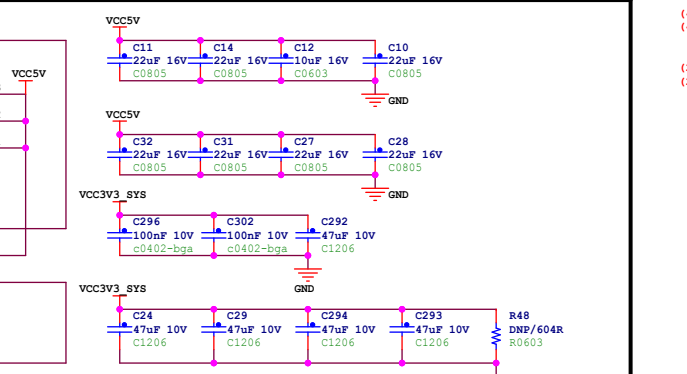 VCC5V
C11 C14 C12 C10
22uF 16V 22uF 16V 10uF 16V 22uF 16V
C0805 C0805 C0603 C0805
VCC5V
GND
VCC5V
C32 C31 C27 C28
22uF 16V 22uF 16V 22uF 16V 22uF 16V
C0805 C0805 C0805 C0805
GND
VCC3V3_SYS
C296 C302 C292
100nF 10V 100nF 10V 47uF 10V
c0402-bga c0402-bga C1206
GND
VCC3V3_SYS
C24 C29 C294 C293 R48
47uF 10V 47uF 10V 47uF 10V 47uF 10V DNP/604R
C1206 C1206 C1206 C1206 R0603